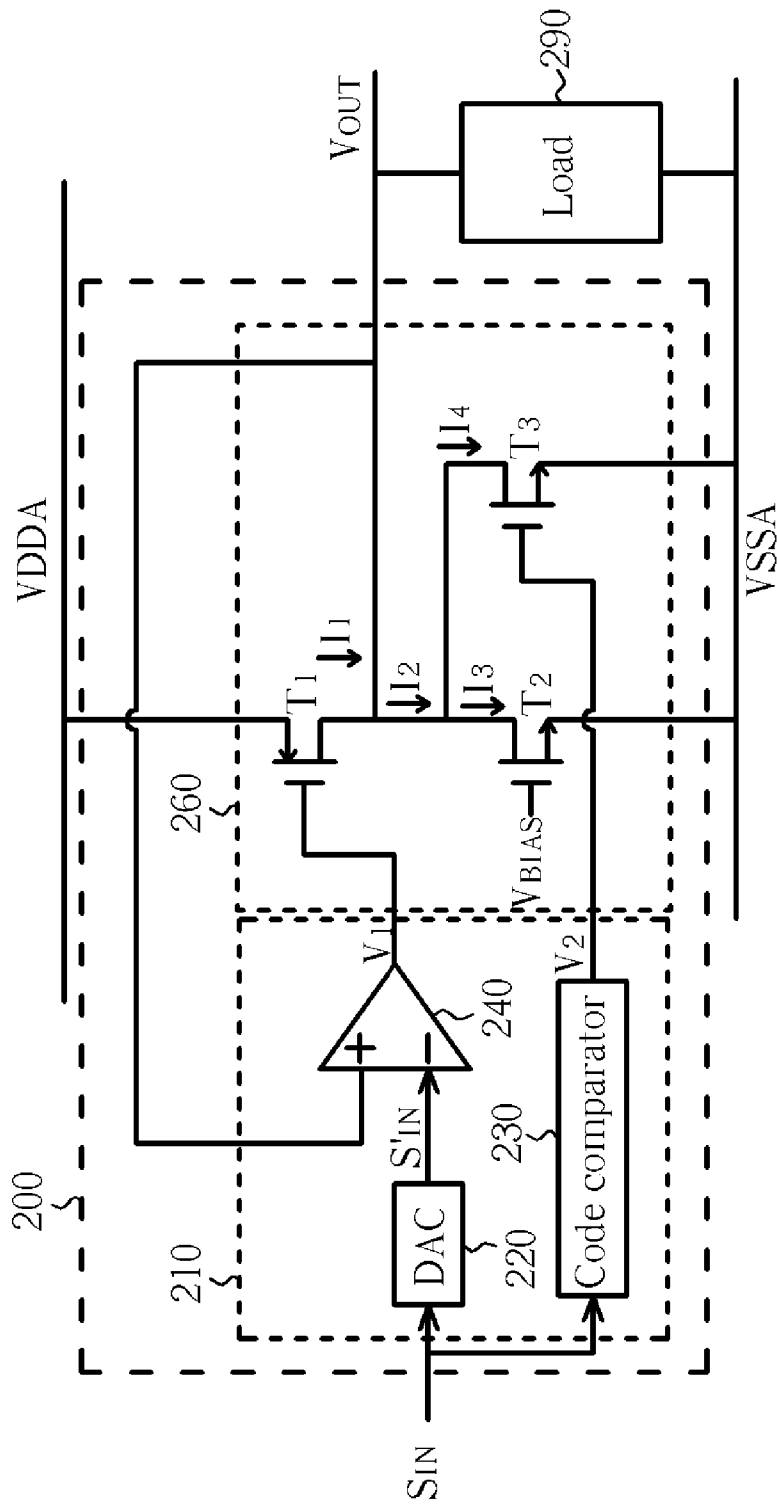 200
VDDA
210
260
T1
I1
VOUT
SIN
DAC
220
S'IN
240
V1
I2
I3
I4
Load
290
230
Code comparator
V2
VBIAS
T2
T3
VSSA